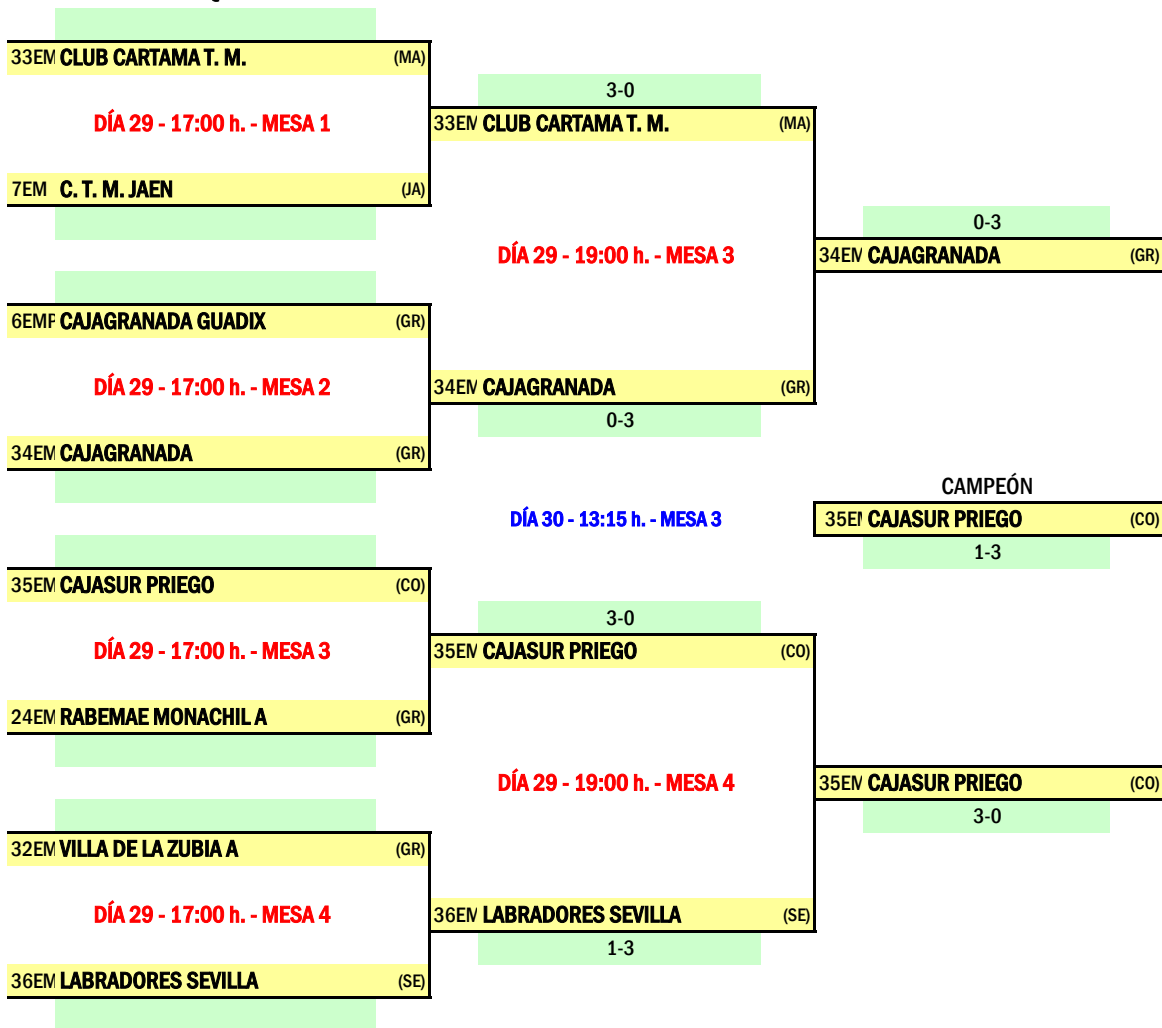 33EM CLUB CARTAMA T. M. (MA)
DÍA 29 - 17:00 h. - MESA 1
7EM C. T. M. JAEN (JA)
6EMP CAJAGRANADA GUADIX (GR)
DÍA 29 - 17:00 h. - MESA 2
34EM CAJAGRANADA (GR)
35EM CAJASUR PRIEGO (CO)
DÍA 29 - 17:00 h. - MESA 3
24EM RABEMAE MONACHIL A (GR)
32EM VILLA DE LA ZUBIA A (GR)
DÍA 29 - 17:00 h. - MESA 4
36EM LABRADORES SEVILLA (SE)
3-0
33EM CLUB CARTAMA T. M. (MA)
DÍA 29 - 19:00 h. - MESA 3
34EM CAJAGRANADA (GR)
0-3
DÍA 30 - 13:15 h. - MESA 3
3-0
35EM CAJASUR PRIEGO (CO)
DÍA 29 - 19:00 h. - MESA 4
36EM LABRADORES SEVILLA (SE)
1-3
0-3
34EM CAJAGRANADA (GR)
CAMPEÓN
35EM CAJASUR PRIEGO (CO)
1-3
35EM CAJASUR PRIEGO (CO)
3-0